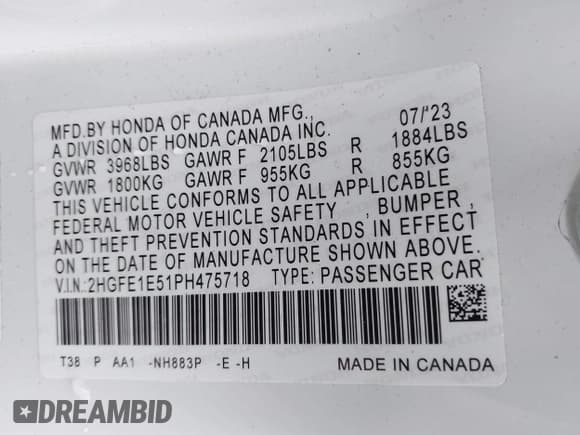 MFD.BY HONDA OF CANADA MFG., 07/'23
A DIVISION OF HONDA CANADA INC.
GVWR 3968LBS GAWR F 2105LBS R 1884LBS
GVWR 1800KG GAWR F 955KG R 855KG
THIS VEHICLE CONFORMS TO ALL APPLICABLE
FEDERAL MOTOR VEHICLE SAFETY , BUMPER ,
AND THEFT PREVENTION STANDARDS IN EFFECT
ON THE DATE OF MANUFACTURE SHOWN ABOVE.
V.I.N.:2HGFE1E51PH475718 TYPE: PASSENGER CAR
T38 P AA1 -NH883P -E -H MADE IN CANADA
DREAMBID